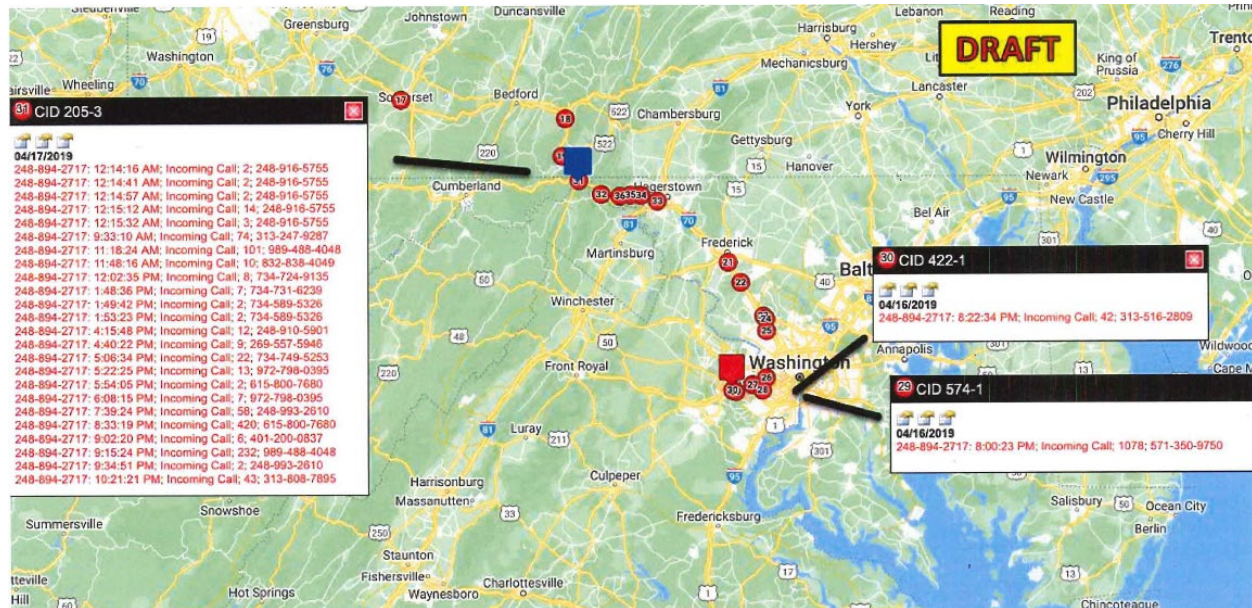 Steubenville
Johnstown
Duncansville
Greensburg
Washington
Wheeling
Somerset
Bedford
Cumberland
Harrisburg
Hershey
Mechanicsburg
Lebanon
Reading
Lancaster
York
Chambersburg
Gettysburg
Hanover
Hagerstown
Martinsburg
Frederick
Winchester
Front Royal
Luray
Culpeper
Harrisonburg
Massanutten
Snowshoe
Summersville
Staunton
Fishersville
Waynesboro
Charlottesville
Hot Springs
Fredericksburg
Washington
Annapolis
Bel Air
King of Prussia
Philadelphia
Cherry Hill
Wilmington
Newark
New Castle
Salisbury
Ocean City
Berlin
Chincoteague
DRAFT
31 CID 205-3
04/17/2019
248-894-2717: 12:14:16 AM; Incoming Call; 2; 248-916-5755
248-894-2717: 12:14:41 AM; Incoming Call; 2; 248-916-5755
248-894-2717: 12:14:57 AM; Incoming Call; 2; 248-916-5755
248-894-2717: 12:15:12 AM; Incoming Call; 14; 248-916-5755
248-894-2717: 12:15:32 AM; Incoming Call; 3; 248-916-5755
248-894-2717: 9:33:10 AM; Incoming Call; 74; 313-247-9287
248-894-2717: 11:18:24 AM; Incoming Call; 101; 989-488-4048
248-894-2717: 11:48:16 AM; Incoming Call; 10; 832-838-4049
248-894-2717: 12:02:35 PM; Incoming Call; 8; 734-724-9135
248-894-2717: 1:48:36 PM; Incoming Call; 7; 734-731-6239
248-894-2717: 1:49:42 PM; Incoming Call; 2; 734-589-5326
248-894-2717: 1:53:23 PM; Incoming Call; 2; 734-589-5326
248-894-2717: 4:15:48 PM; Incoming Call; 12; 248-910-5901
248-894-2717: 4:40:22 PM; Incoming Call; 9; 269-557-5946
248-894-2717: 5:06:34 PM; Incoming Call; 22; 734-749-5253
248-894-2717: 5:22:25 PM; Incoming Call; 13; 972-798-0395
248-894-2717: 5:54:05 PM; Incoming Call; 2; 615-800-7680
248-894-2717: 6:08:15 PM; Incoming Call; 7; 972-798-0395
248-894-2717: 7:39:24 PM; Incoming Call; 58; 248-993-2610
248-894-2717: 8:33:19 PM; Incoming Call; 420; 615-800-7680
248-894-2717: 9:02:20 PM; Incoming Call; 6; 401-200-0837
248-894-2717: 9:15:24 PM; Incoming Call; 232; 989-488-4048
248-894-2717: 9:34:51 PM; Incoming Call; 2; 248-993-2610
248-894-2717: 10:21:21 PM; Incoming Call; 43; 313-808-7895
30 CID 422-1
04/16/2019
248-894-2717: 8:22:34 PM; Incoming Call; 42; 313-516-2809
29 CID 574-1
04/16/2019
248-894-2717: 8:00:23 PM; Incoming Call; 1078; 571-350-9750